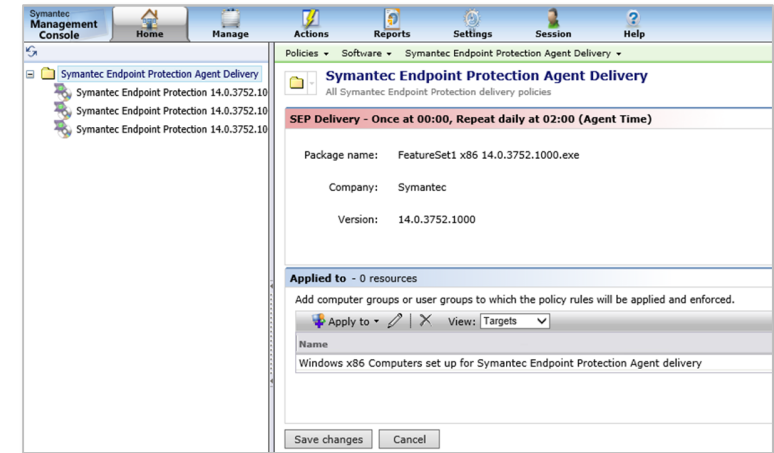 Symantec
Management
Console
Home
Manage
Actions
Reports
Settings
Session
Help
Policies
Software
Symantec Endpoint Protection Agent Delivery
Symantec Endpoint Protection Agent Delivery
Symantec Endpoint Protection 14.0.3752.10
Symantec Endpoint Protection 14.0.3752.10
Symantec Endpoint Protection 14.0.3752.10
Symantec Endpoint Protection Agent Delivery
All Symantec Endpoint Protection delivery policies
SEP Delivery - Once at 00:00, Repeat daily at 02:00 (Agent Time)
Package name: FeatureSet1 x86 14.0.3752.1000.exe
Company: Symantec
Version: 14.0.3752.1000
Applied to - 0 resources
Add computer groups or user groups to which the policy rules will be applied and enforced.
Apply to View: Targets
Name
Windows x86 Computers set up for Symantec Endpoint Protection Agent delivery
Save changes Cancel